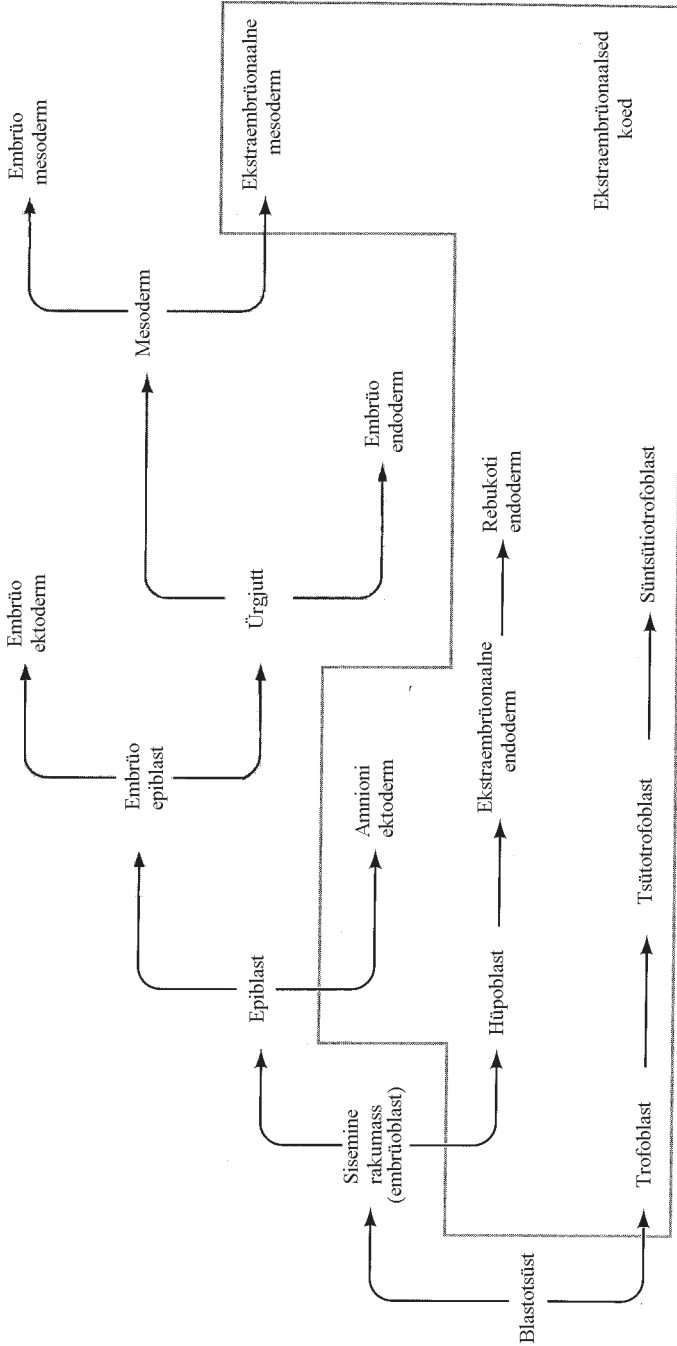 Blastotsüst
Sisemine
rakumass
(embrüoblast)
Trofoblast
Epiblast
Hüpoblast
Tsütotrofoblast
Süntsütiotrofoblast
Embrüo
epiblast
Amnioni
ektoderm
Ekstraembrüonaalne
endoderm
Rebukoti
endoderm
Embrüo
ektoderm
Ürgjutt
Mesoderm
Embrüo
endoderm
Embrüo
mesoderm
Ekstraembrüonaalne
mesoderm
Ekstraembrüonaalsed
koed